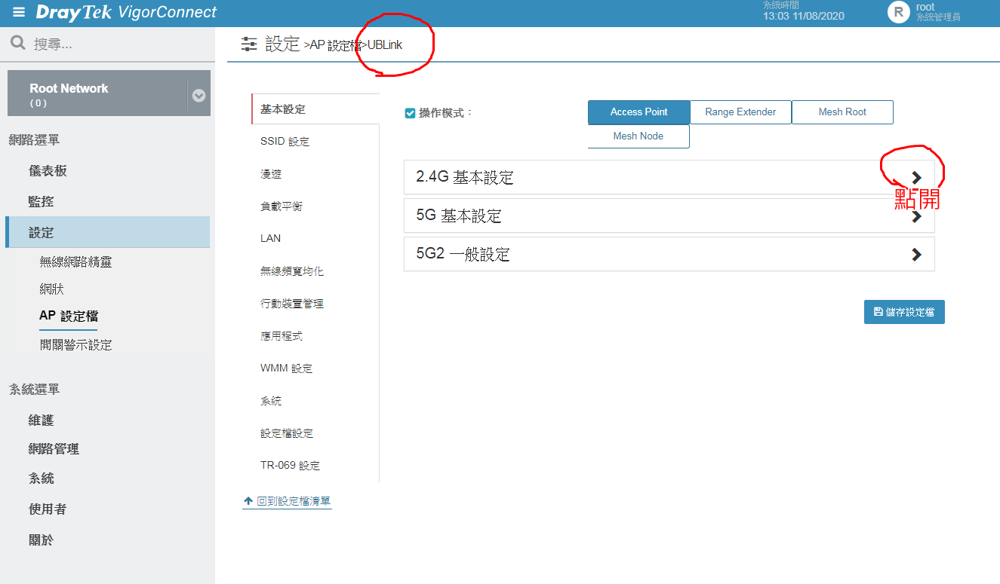 DrayTek VigorConnect
系統時間
13:03 11/08/2020
R
root
系統管理員
搜尋...
設定 >AP 設定檔>UBLink
Root Network
( 0 )
網路選單
儀表板
監控
設定
無線網路精靈
網狀
AP 設定檔
開關警示設定
系統選單
維護
網路管理
系統
使用者
關於
基本設定
SSID 設定
漫遊
負載平衡
LAN
無線頻寬均化
行動裝置管理
應用程式
WMM 設定
系統
設定檔設定
TR-069 設定
回到設定檔清單
操作模式：
Access Point
Range Extender
Mesh Root
Mesh Node
2.4G 基本設定
點開
5G 基本設定
5G2 一般設定
儲存設定檔